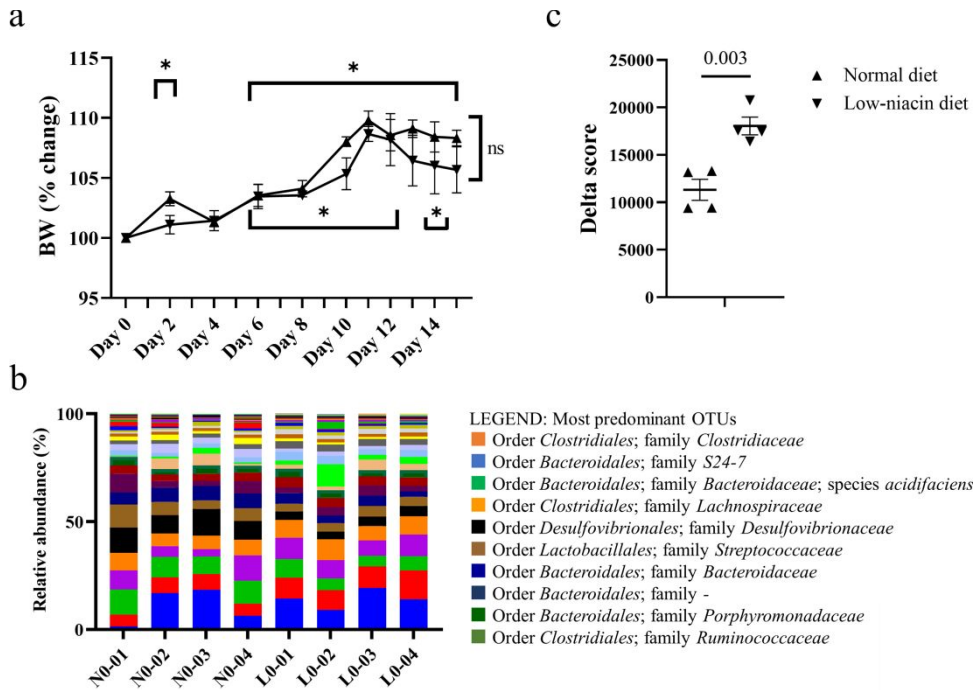 a
BW (% change)
115
110
105
100
95
*
*
*
*
ns
Day 0
Day 2
Day 4
Day 6
Day 8
Day 10
Day 12
Day 14
c
Delta score
25000
20000
15000
10000
5000
0
0.003
Normal diet
Low-niacin diet
b
Relative abundance (%)
100
50
0
N0-01
N0-02
N0-03
N0-04
L0-01
L0-02
L0-03
L0-04
LEGEND: Most predominant OTUs
Order Clostridiales; family Clostridiaceae
Order Bacteroidales; family S24-7
Order Bacteroidales; family Bacteroidaceae; species acidifaciens
Order Clostridiales; family Lachnospiraceae
Order Desulfovibrionales; family Desulfovibrionaceae
Order Lactobacillales; family Streptococcaceae
Order Bacteroidales; family Bacteroidaceae
Order Bacteroidales; family -
Order Bacteroidales; family Porphyromonadaceae
Order Clostridiales; family Ruminococcaceae